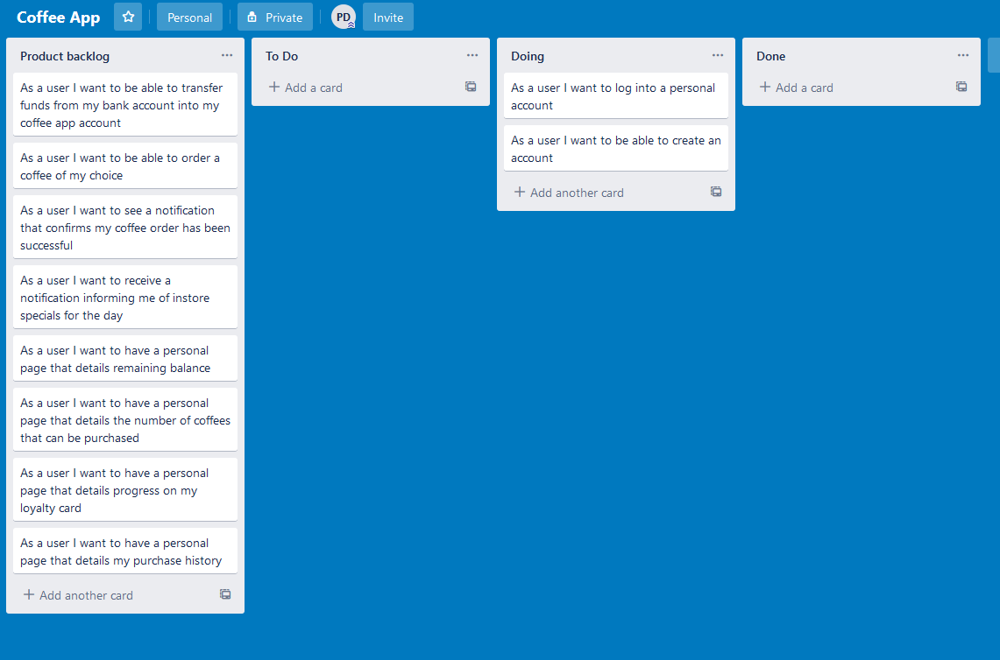 Coffee App
Personal
Private
PD
Invite
Product backlog
As a user I want to be able to transfer
funds from my bank account into my
coffee app account
As a user I want to be able to order a
coffee of my choice
As a user I want to see a notification
that confirms my coffee order has been
successful
As a user I want to receive a
notification informing me of instore
specials for the day
As a user I want to have a personal
page that details remaining balance
As a user I want to have a personal
page that details the number of coffees
that can be purchased
As a user I want to have a personal
page that details progress on my
loyalty card
As a user I want to have a personal
page that details my purchase history
Add another card
To Do
Add a card
Doing
As a user I want to log into a personal
account
As a user I want to be able to create an
account
Add another card
Done
Add a card